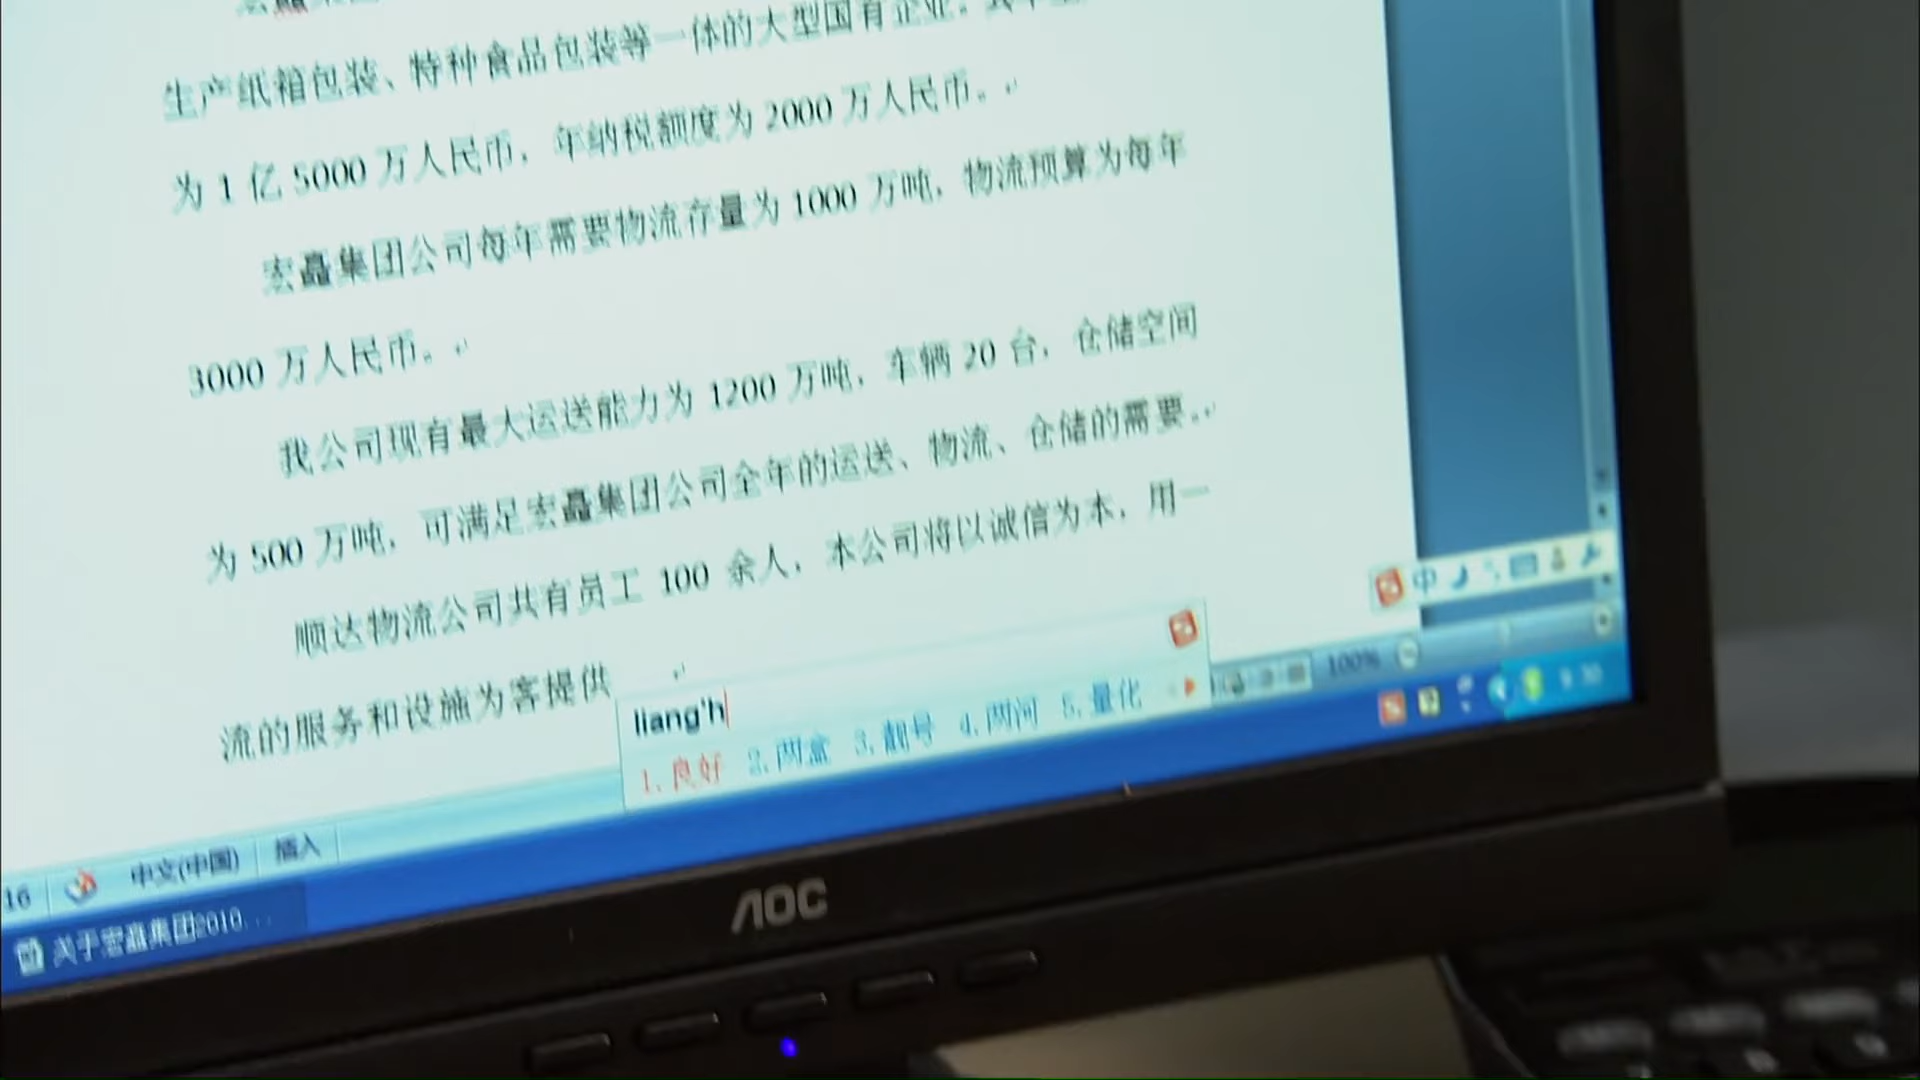 生产纸箱包装、特种食品包装等一体的大型国有企业。
为 1 亿 5000 万人民币，年纳税额度为 2000 万人民币。
宏矗集团公司每年需要物流存量为 1000 万吨，物流预算为每年
3000 万人民币。
我公司现有最大运送能力为 1200 万吨，车辆 20 台，仓储空间
为 500 万吨，可满足宏矗集团公司全年的运送、物流、仓储的需要。
顺达物流公司共有员工 100 余人，本公司将以诚信为本，用一
流的服务和设施为客提供
liang'h
1.良好 2.两盒 3.靓号 4.两河 5.量化
中
100%
16 中文(中国) 插入
关于宏矗集团2010...
AOC